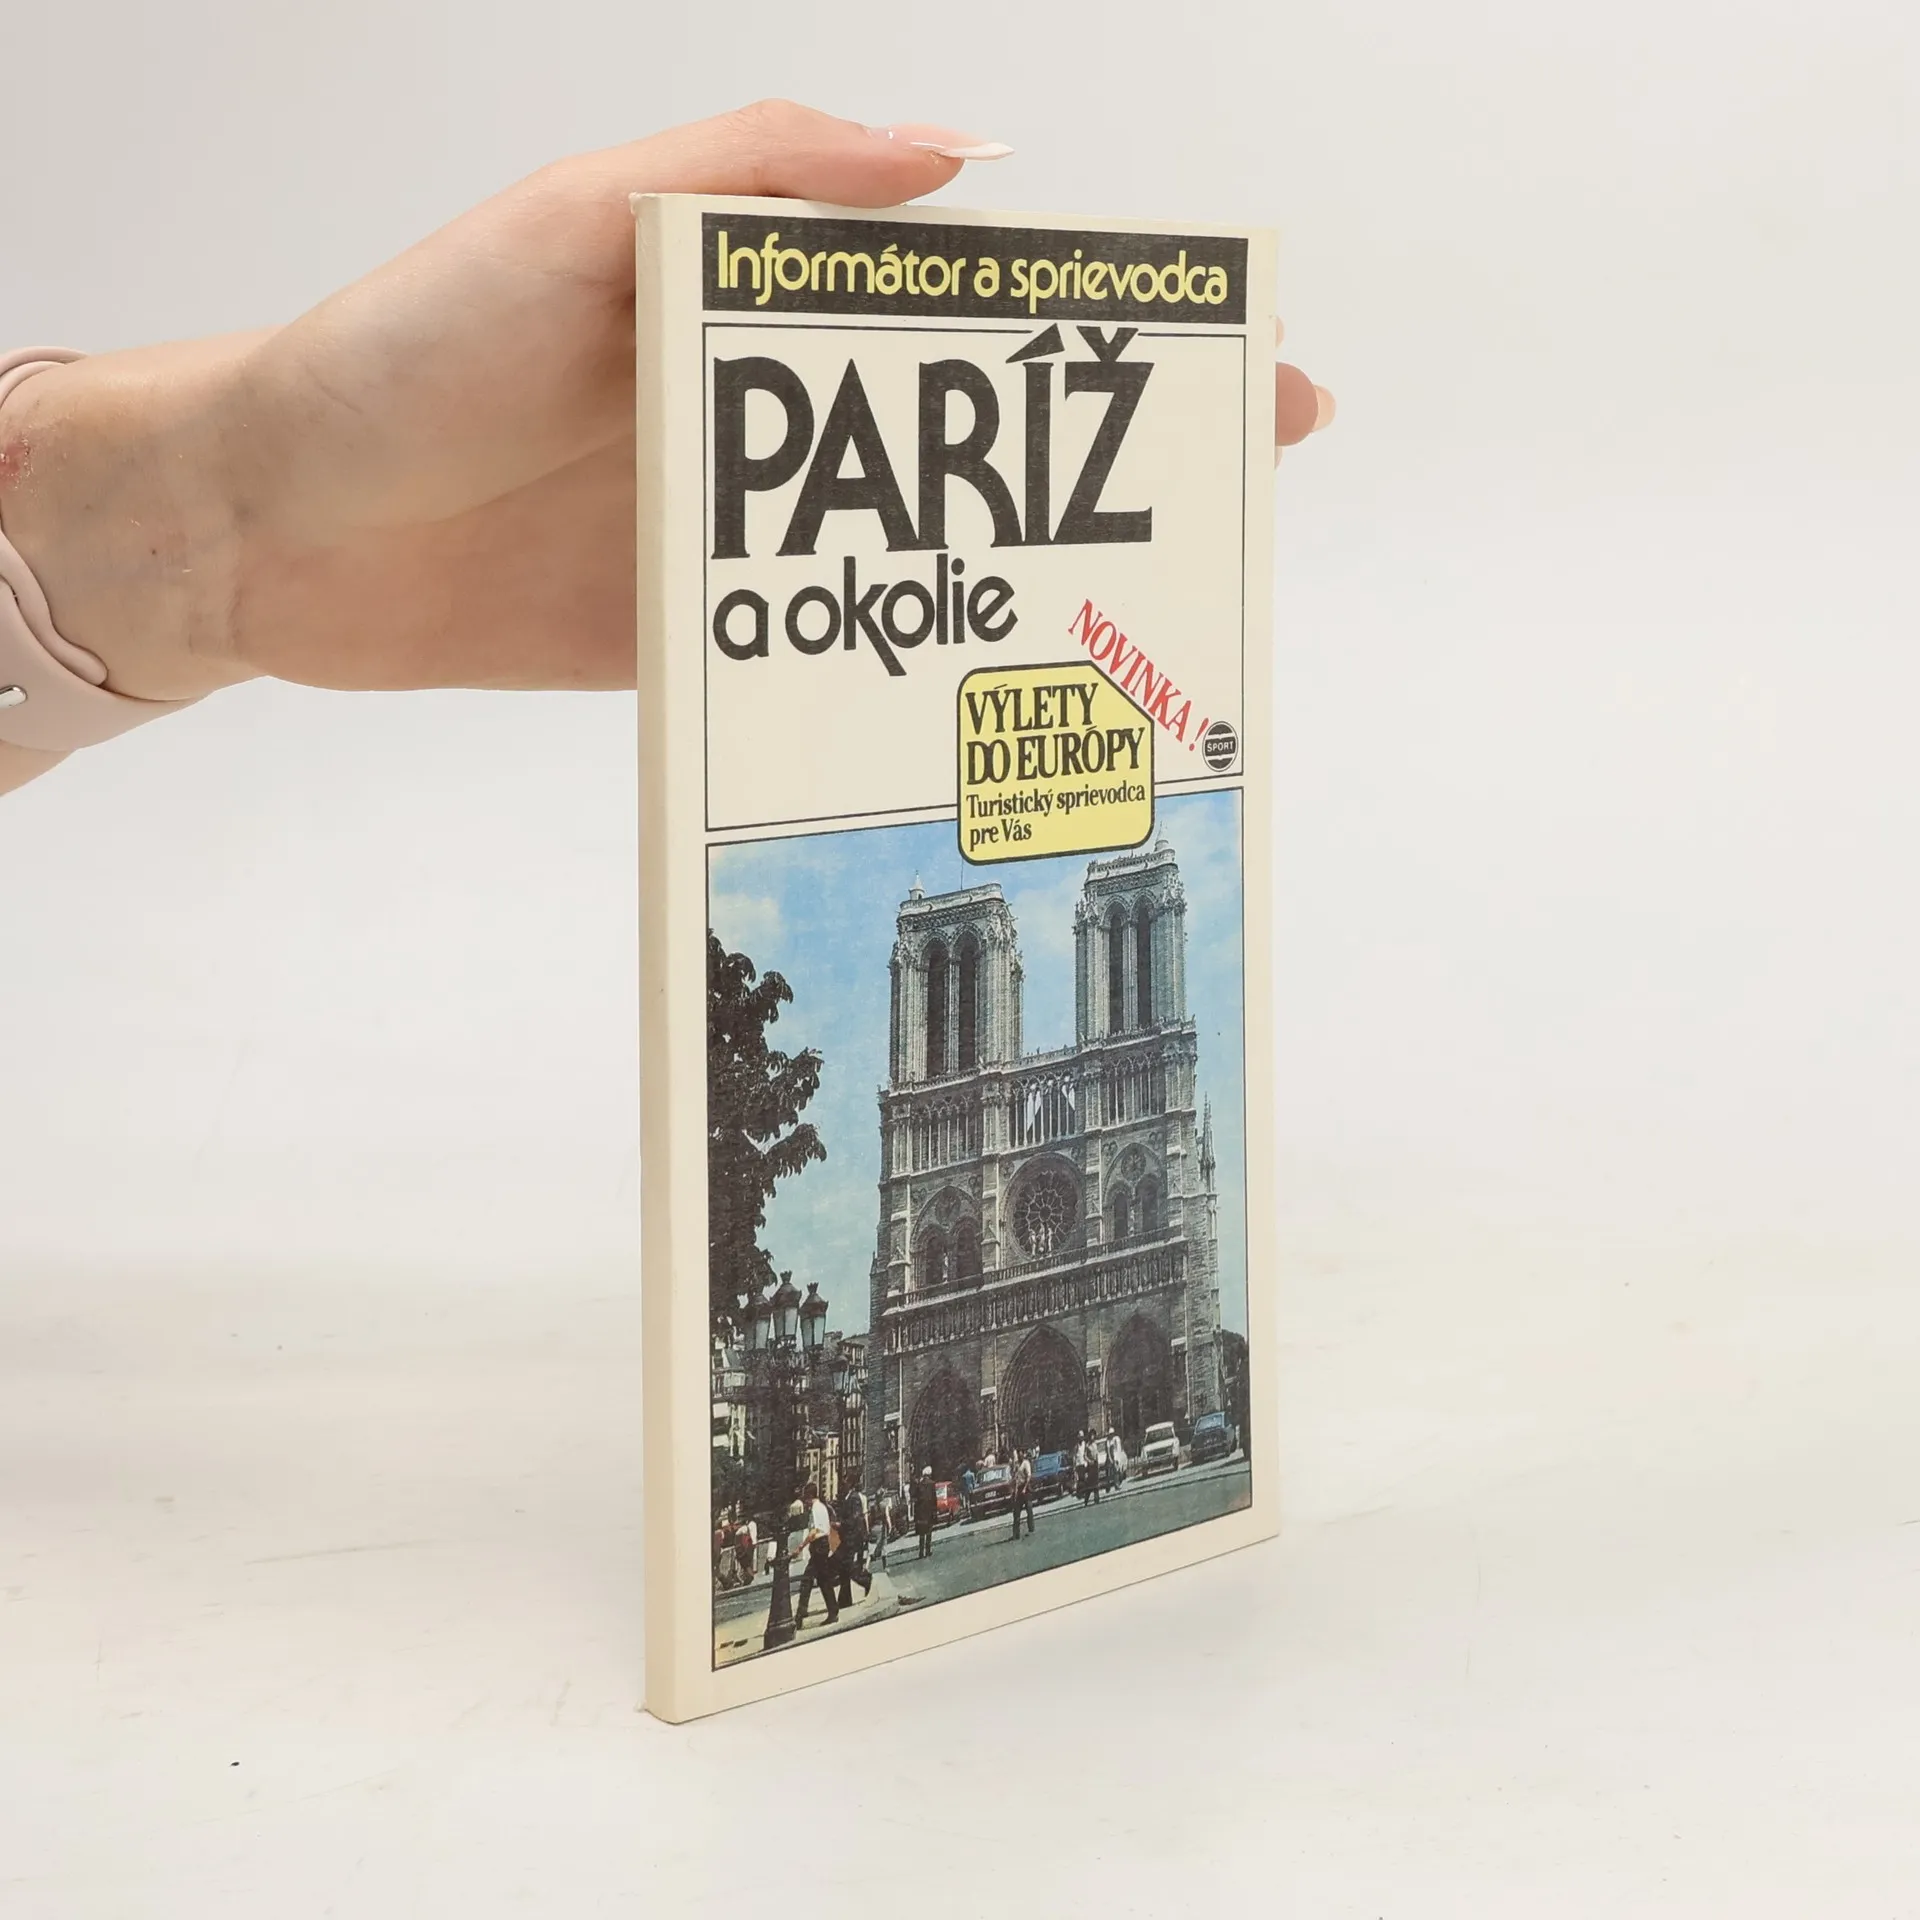 Informátor a sprievodca
PARÍŽ
a okolie
NOVINKA!
VÝLETY
DO EURÓPY
Turistický sprievodca
pre Vás
ŠPORT